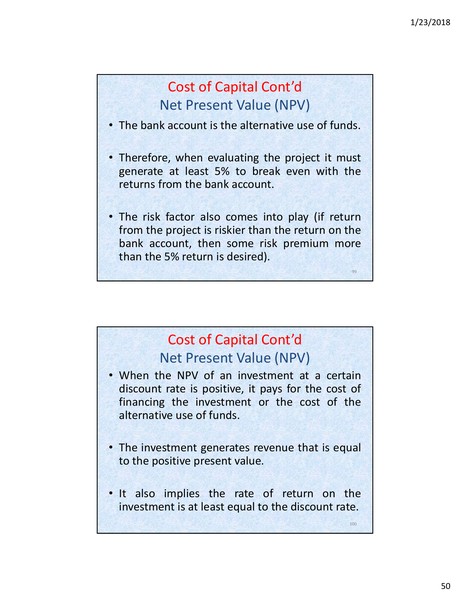 1/23/2018
Cost of Capital Cont’d
Net Present Value (NPV)
• The bank account is the alternative use of funds.
• Therefore, when evaluating the project it must
generate at least 5% to break even with the
returns from the bank account.
• The risk factor also comes into play (if return
from the project is riskier than the return on the
bank account, then some risk premium more
than the 5% return is desired).
Cost of Capital Cont’d
Net Present Value (NPV)
• When the NPV of an investment at a certain
discount rate is positive, it pays for the cost of
financing the investment or the cost of the
alternative use of funds.
• The investment generates revenue that is equal
to the positive present value.
• It also implies the rate of return on the
investment is at least equal to the discount rate.
100
50